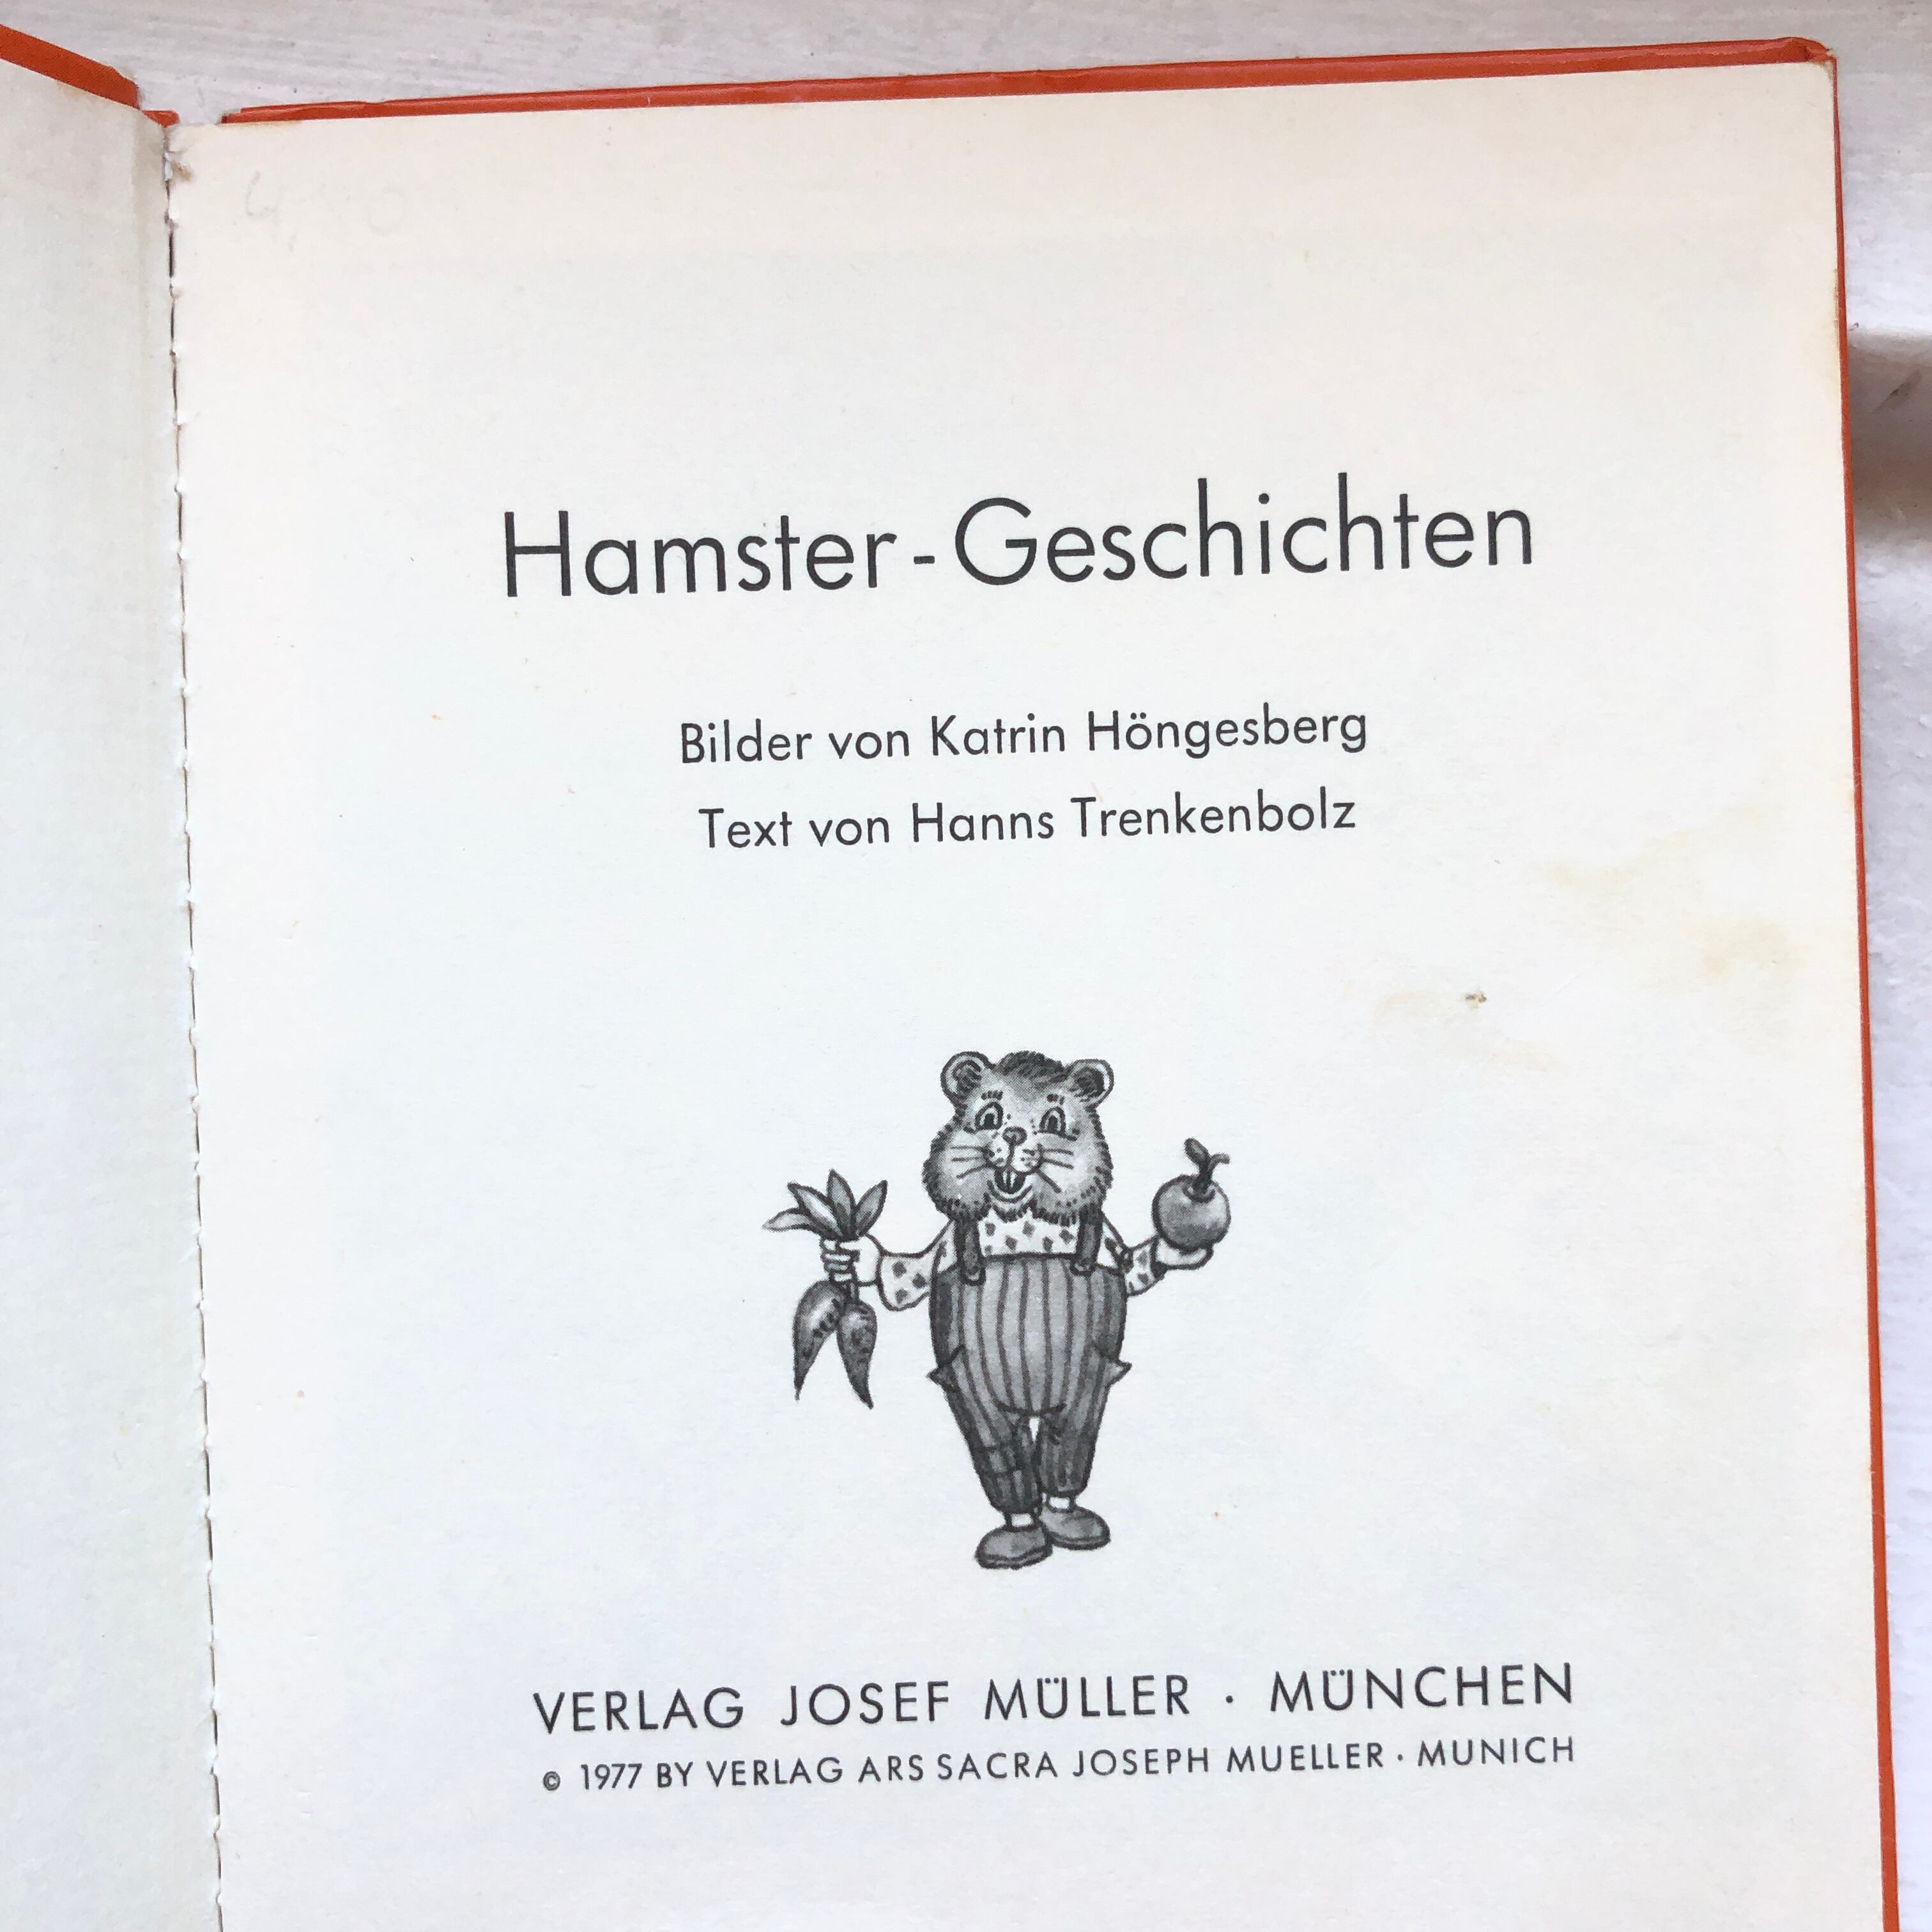 Hamster-Geschichten
Bilder von Katrin Höngesberg
Text von Hanns Trenkenbolz
VERLAG JOSEF MÜLLER · MÜNCHEN
© 1977 BY VERLAG ARS SACRA JOSEPH MUELLER · MUNICH